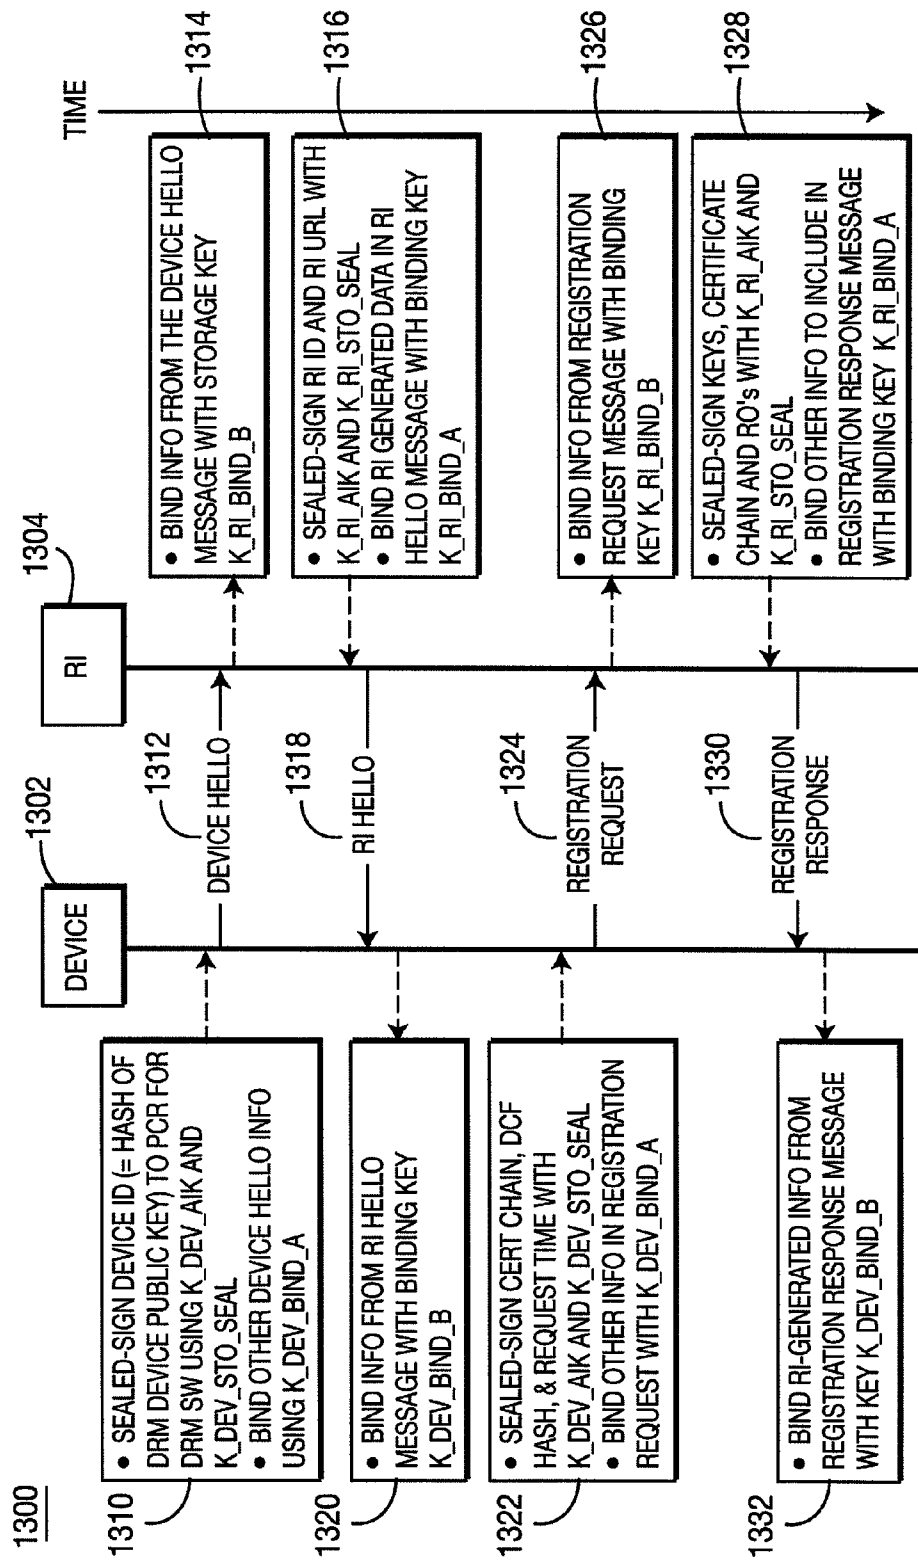 1300
DEVICE
1302
RI
1304
TIME
1310
• SEALED-SIGN DEVICE ID (= HASH OF
DRM DEVICE PUBLIC KEY) TO PCR FOR
DRM SW USING K_DEV_AIK AND
K_DEV_STO_SEAL
• BIND OTHER DEVICE HELLO INFO
USING K_DEV_BIND_A
1312
DEVICE HELLO
• BIND INFO FROM THE DEVICE HELLO
MESSAGE WITH STORAGE KEY
K_RI_BIND_B
1314
• SEALED-SIGN RI ID AND RI URL WITH
K_RI_AIK AND K_RI_STO_SEAL
• BIND RI GENERATED DATA IN RI
HELLO MESSAGE WITH BINDING KEY
K_RI_BIND_A
1316
1318
RI HELLO
1320
• BIND INFO FROM RI HELLO
MESSAGE WITH BINDING KEY
K_DEV_BIND_B
1322
• SEALED-SIGN CERT CHAIN, DCF
HASH, & REQUEST TIME WITH
K_DEV_AIK AND K_DEV_STO_SEAL
• BIND OTHER INFO IN REGISTRATION
REQUEST WITH K_DEV_BIND_A
1324
REGISTRATION
REQUEST
• BIND INFO FROM REGISTRATION
REQUEST MESSAGE WITH BINDING
KEY K_RI_BIND_B
1326
• SEALED-SIGN KEYS, CERTIFICATE
CHAIN AND RO's WITH K_RI_AIK AND
K_RI_STO_SEAL
• BIND OTHER INFO TO INCLUDE IN
REGISTRATION RESPONSE MESSAGE
WITH BINDING KEY K_RI_BIND_A
1328
1330
REGISTRATION
RESPONSE
1332
• BIND RI-GENERATED INFO FROM
REGISTRATION RESPONSE MESSAGE
WITH KEY K_DEV_BIND_B